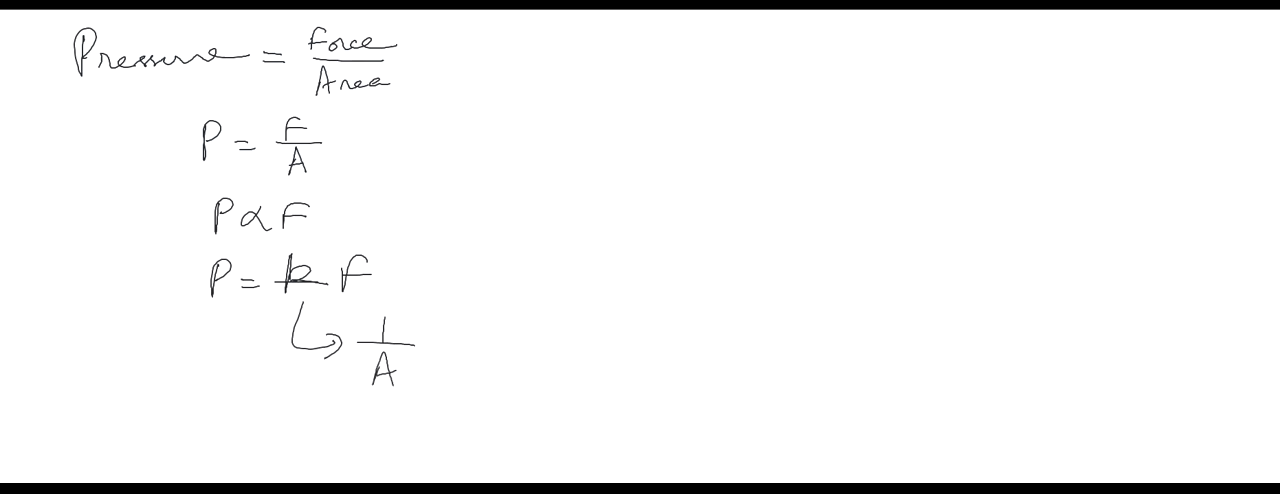 Pressure = Force / Area
P = F / A
P ∝ F
P = k F
↳ 1 / A